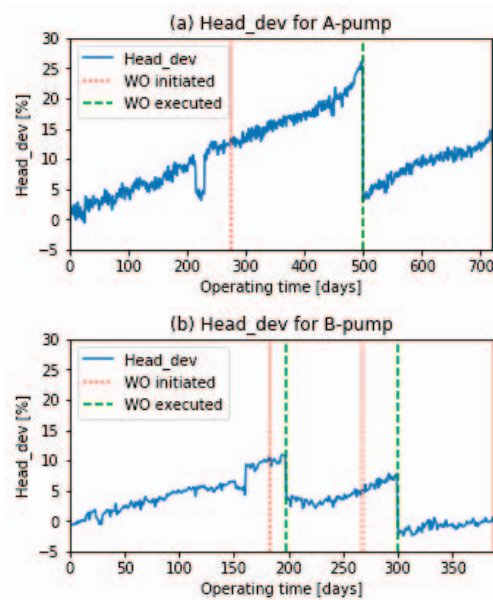 (a) Head_dev for A-pump
Head_dev [%]
30
25
20
15
10
5
0
−5
Head_dev
WO initiated
WO executed
0 100 200 300 400 500 600 700
Operating time [days]
(b) Head_dev for B-pump
Head_dev [%]
30
25
20
15
10
5
0
−5
Head_dev
WO initiated
WO executed
0 50 100 150 200 250 300 350
Operating time [days]